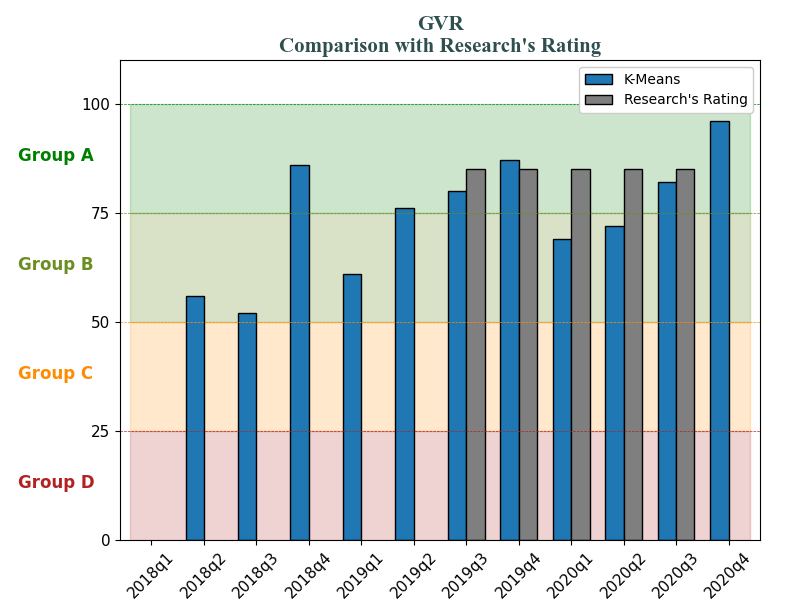 GVR
Comparison with Research's Rating
K-Means
Research's Rating
100
Group A
75
Group B
50
Group C
25
Group D
0
2018q1
2018q2
2018q3
2018q4
2019q1
2019q2
2019q3
2019q4
2020q1
2020q2
2020q3
2020q4